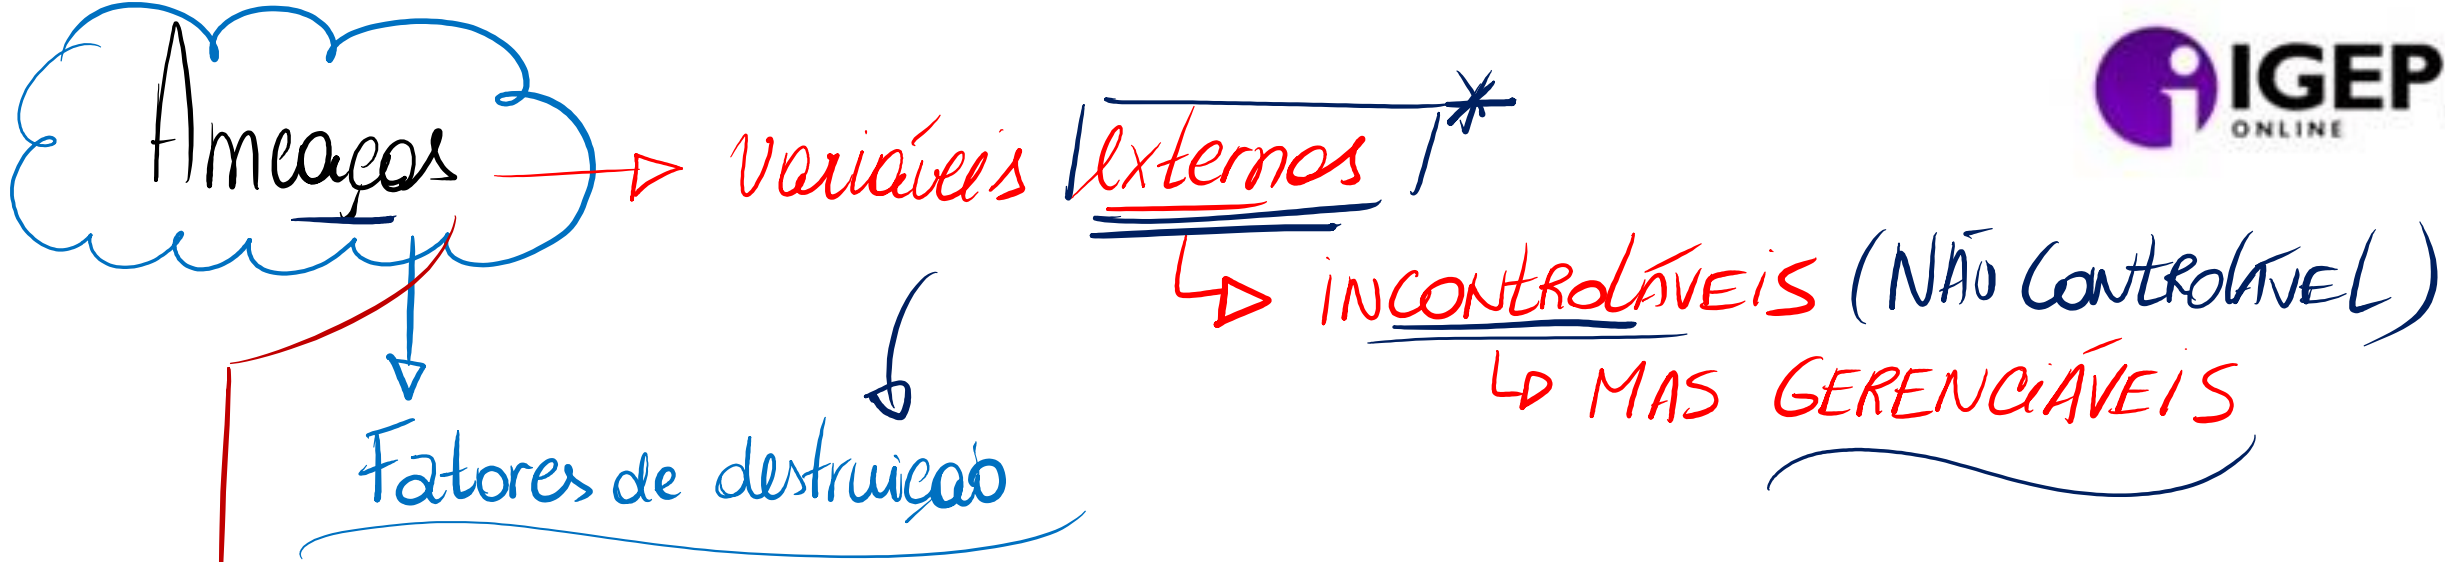 IGEP
ONLINE
Ameaças
variáveis externas
*
INCONTROLÁVEIS (NÃO CONTROLÁVEL)
MAS GERENCIÁVEIS
Fatores de destruição